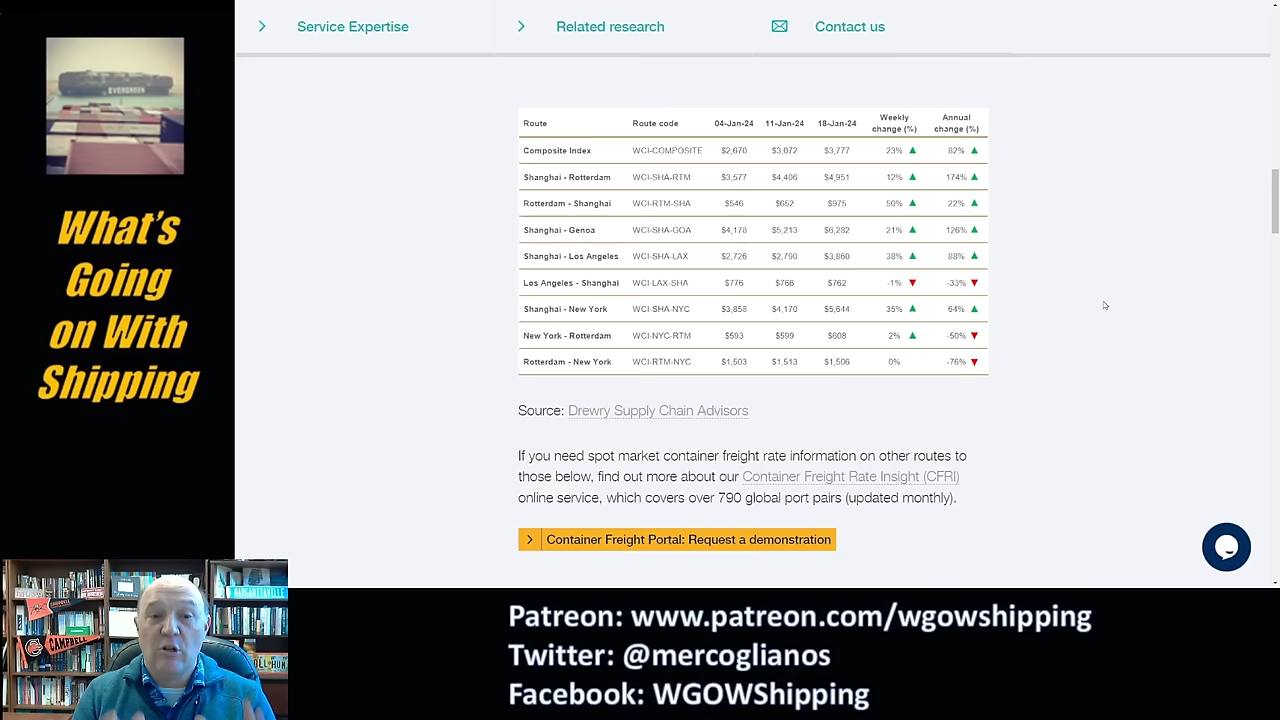 Service Expertise
Related research
Contact us
EVERGREEN
What's
Going
on With
Shipping
Route Route code 04-Jan-24 11-Jan-24 18-Jan-24 Weekly change (%) Annual change (%)
Composite Index WCI-COMPOSITE $2,670 $3,072 $3,777 23% 82%
Shanghai - Rotterdam WCI-SHA-RTM $3,577 $4,406 $4,951 12% 174%
Rotterdam - Shanghai WCI-RTM-SHA $546 $652 $975 50% 22%
Shanghai - Genoa WCI-SHA-GOA $4,178 $5,213 $6,282 21% 126%
Shanghai - Los Angeles WCI-SHA-LAX $2,726 $2,790 $3,860 38% 88%
Los Angeles - Shanghai WCI-LAX-SHA $776 $766 $762 -1% -33%
Shanghai - New York WCI-SHA-NYC $3,858 $4,170 $5,644 35% 64%
New York - Rotterdam WCI-NYC-RTM $593 $599 $608 2% -50%
Rotterdam - New York WCI-RTM-NYC $1,503 $1,513 $1,506 0% -76%
Source: Drewry Supply Chain Advisors
If you need spot market container freight rate information on other routes to
those below, find out more about our Container Freight Rate Insight (CFRI)
online service, which covers over 790 global port pairs (updated monthly).
Container Freight Portal: Request a demonstration
CAMPBELL
Patreon: www.patreon.com/wgowshipping
Twitter: @mercoglianos
Facebook: WGOWShipping